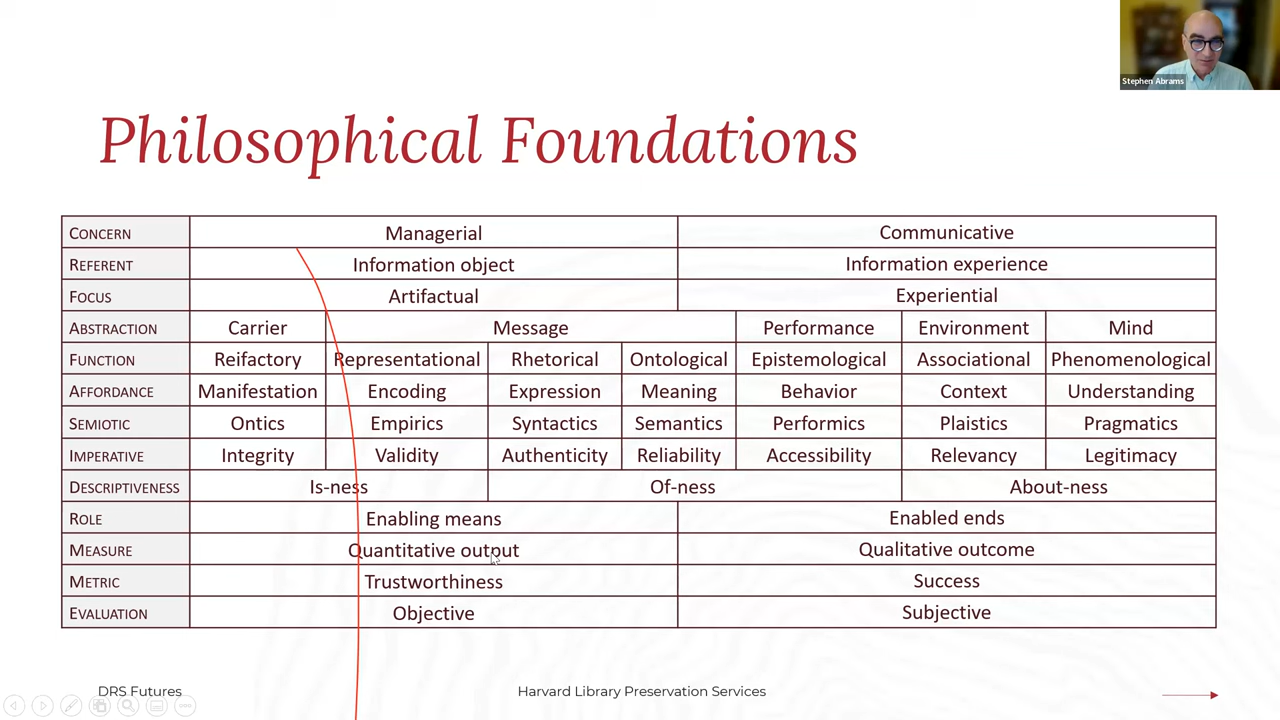 Stephen Abrams
Philosophical Foundations
CONCERN Managerial Communicative
REFERENT Information object Information experience
FOCUS Artifactual Experiential
ABSTRACTION Carrier Message Performance Environment Mind
FUNCTION Reifactory Representational Rhetorical Ontological Epistemological Associational Phenomenological
AFFORDANCE Manifestation Encoding Expression Meaning Behavior Context Understanding
SEMIOTIC Ontics Empirics Syntactics Semantics Performics Plaistics Pragmatics
IMPERATIVE Integrity Validity Authenticity Reliability Accessibility Relevancy Legitimacy
DESCRIPTIVENESS Is-ness Of-ness About-ness
ROLE Enabling means Enabled ends
MEASURE Quantitative output Qualitative outcome
METRIC Trustworthiness Success
EVALUATION Objective Subjective
DRS Futures Harvard Library Preservation Services